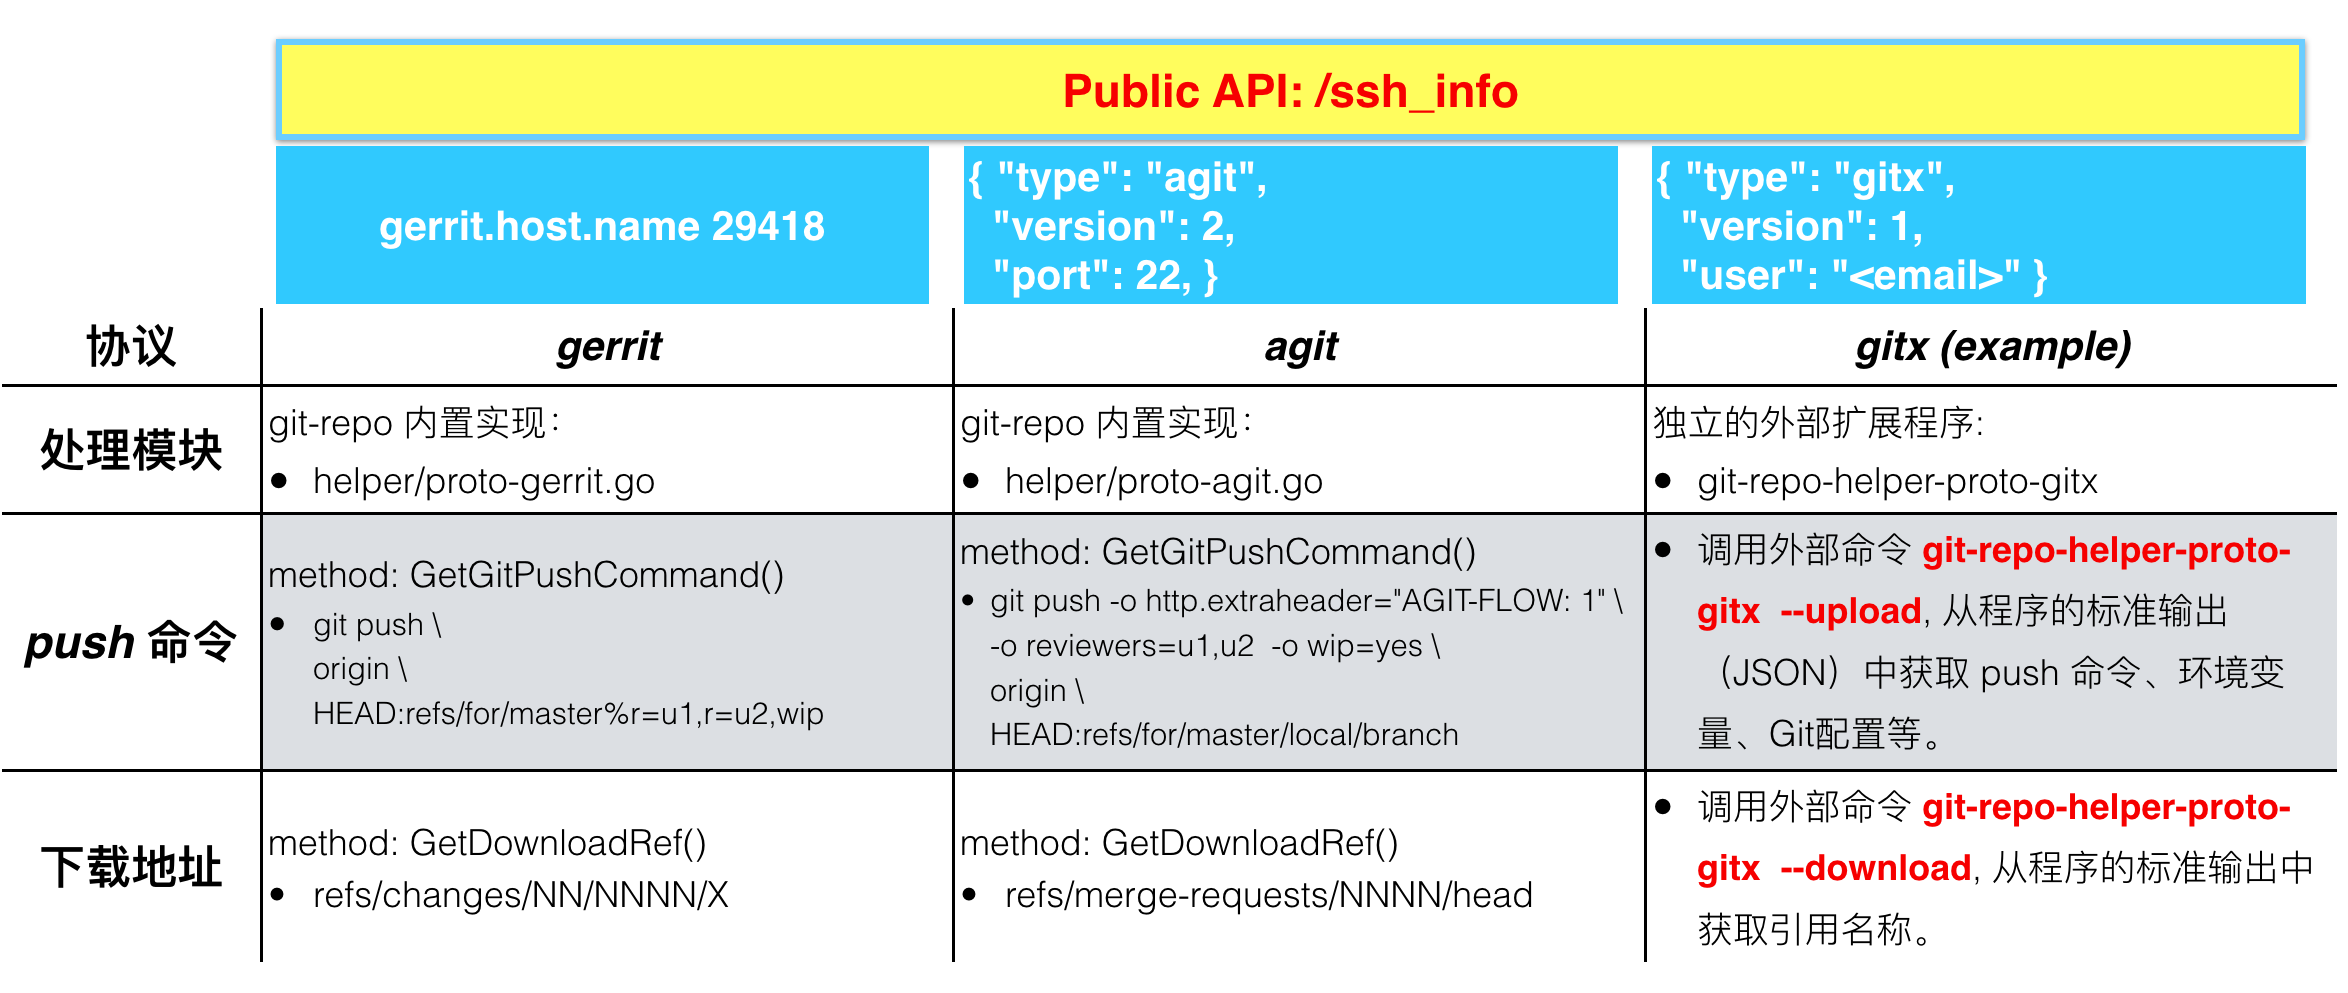 Public API: /ssh_info
gerrit.host.name 29418
{ "type": "agit",
"version": 2,
"port": 22, }
{ "type": "gitx",
"version": 1,
"user": "<email>" }
协议
gerrit
agit
gitx (example)
处理模块
git-repo 内置实现：
• helper/proto-gerrit.go
git-repo 内置实现：
• helper/proto-agit.go
独立的外部扩展程序:
• git-repo-helper-proto-gitx
push 命令
method: GetGitPushCommand()
• git push \
origin \
HEAD:refs/for/master%r=u1,r=u2,wip
method: GetGitPushCommand()
• git push -o http.extraheader="AGIT-FLOW: 1" \
-o reviewers=u1,u2  -o wip=yes \
origin \
HEAD:refs/for/master/local/branch
• 调用外部命令 git-repo-helper-proto-
gitx  --upload, 从程序的标准输出
（JSON）中获取 push 命令、环境变
量、Git配置等。
下载地址
method: GetDownloadRef()
• refs/changes/NN/NNNN/X
method: GetDownloadRef()
• refs/merge-requests/NNNN/head
• 调用外部命令 git-repo-helper-proto-
gitx  --download, 从程序的标准输出中
获取引用名称。